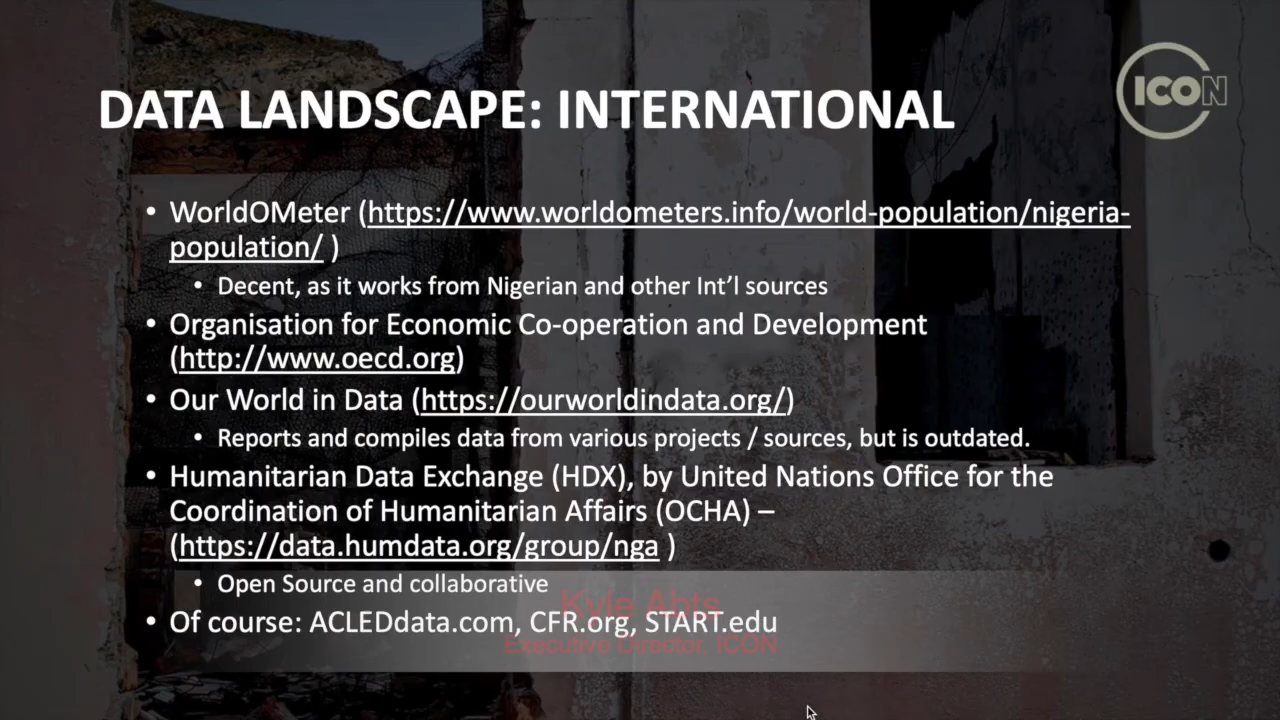 ICON
DATA LANDSCAPE: INTERNATIONAL
• WorldOMeter (https://www.worldometers.info/world-population/nigeria-
population/ )
• Decent, as it works from Nigerian and other Int'l sources
• Organisation for Economic Co-operation and Development
(http://www.oecd.org)
• Our World in Data (https://ourworldindata.org/)
• Reports and compiles data from various projects / sources, but is outdated.
• Humanitarian Data Exchange (HDX), by United Nations Office for the
Coordination of Humanitarian Affairs (OCHA) –
(https://data.humdata.org/group/nga )
• Open Source and collaborative
Kyle Abts
• Of course: ACLEDdata.com, CFR.org, START.edu
Executive Director, ICON